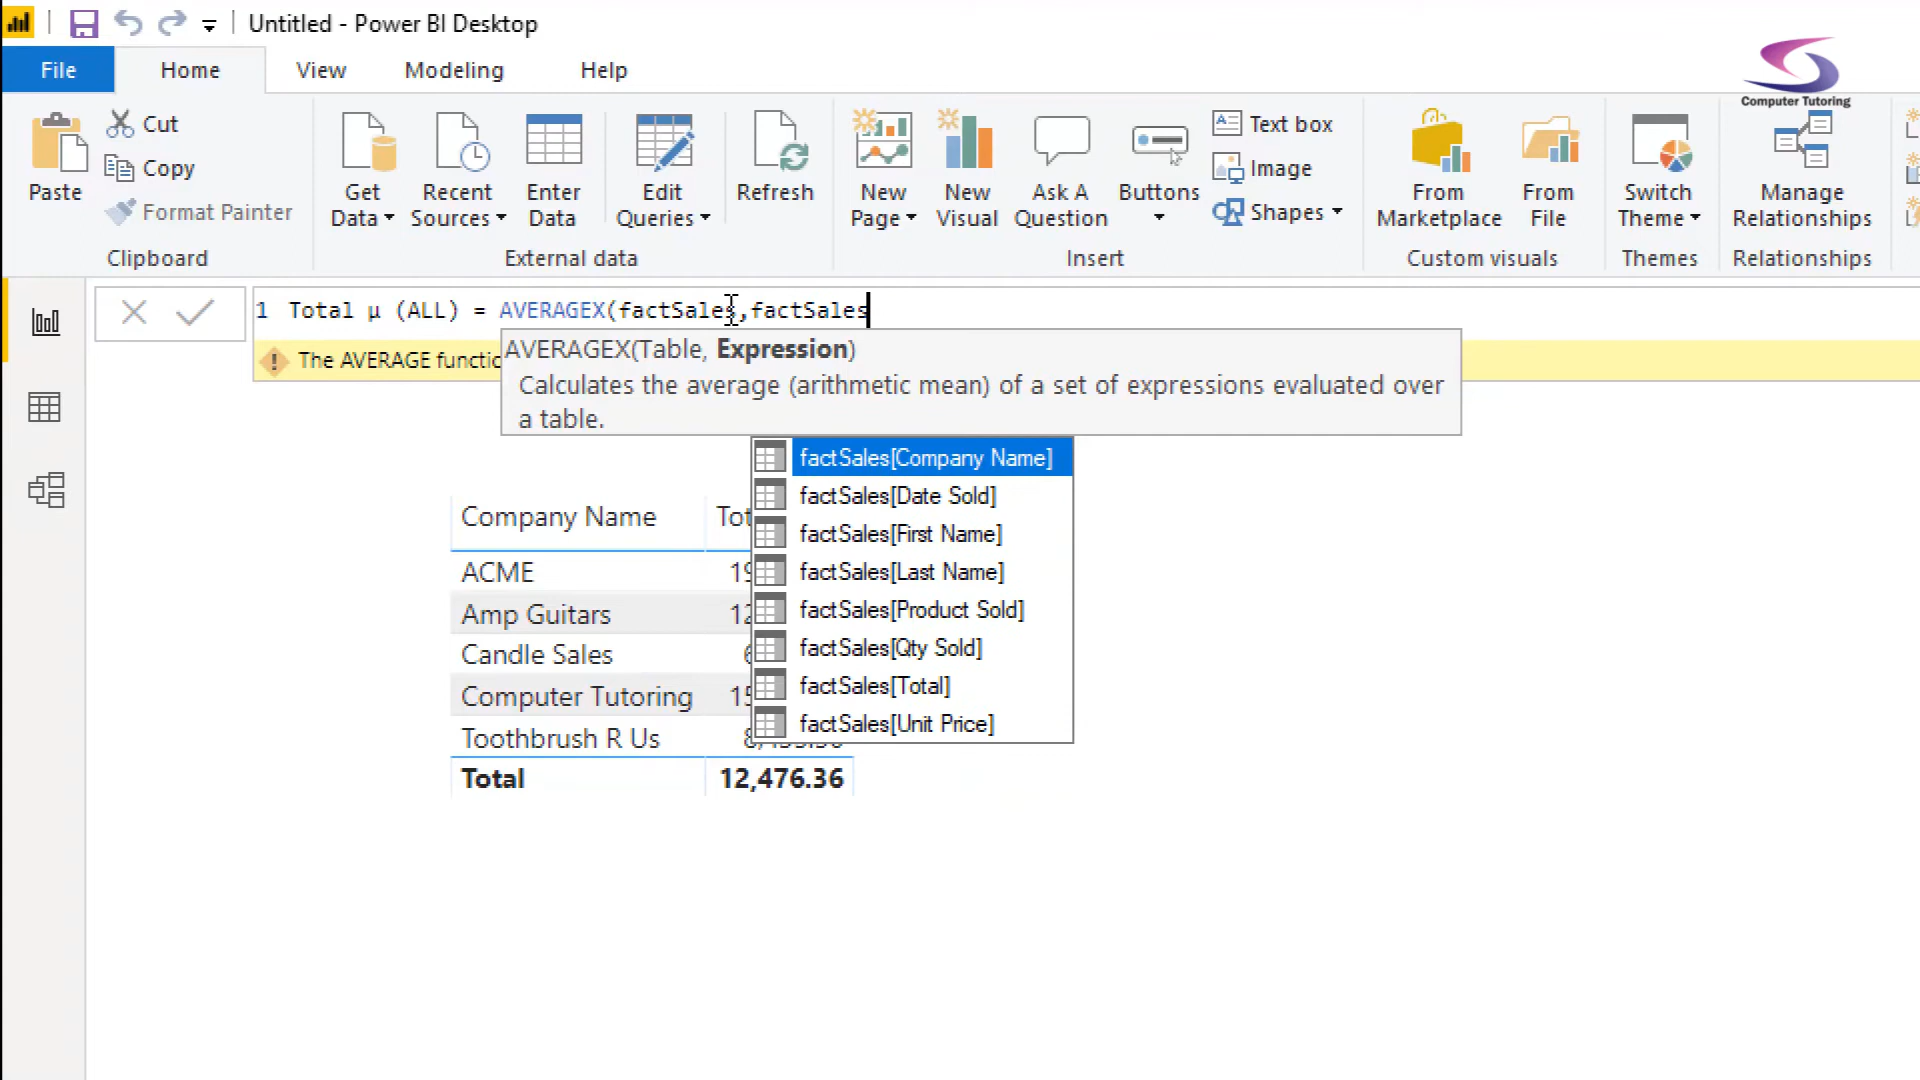 Untitled - Power BI Desktop
File Home View Modeling Help
Computer Tutoring
Paste
Cut
Copy
Format Painter
Clipboard
Get Data
Recent Sources
Enter Data
Edit Queries
Refresh
External data
New Page
New Visual
Ask A Question
Buttons
Text box
Image
Shapes
Insert
From Marketplace
From File
Custom visuals
Switch Theme
Themes
Manage Relationships
Relationships
1 Total μ (ALL) = AVERAGEX(factSales,factSales
The AVERAGE functio
AVERAGEX(Table, Expression)
Calculates the average (arithmetic mean) of a set of expressions evaluated over
a table.
factSales[Company Name]
factSales[Date Sold]
factSales[First Name]
factSales[Last Name]
factSales[Product Sold]
factSales[Qty Sold]
factSales[Total]
factSales[Unit Price]
Company Name
ACME
Amp Guitars
Candle Sales
Computer Tutoring
Toothbrush R Us
Total 12,476.36